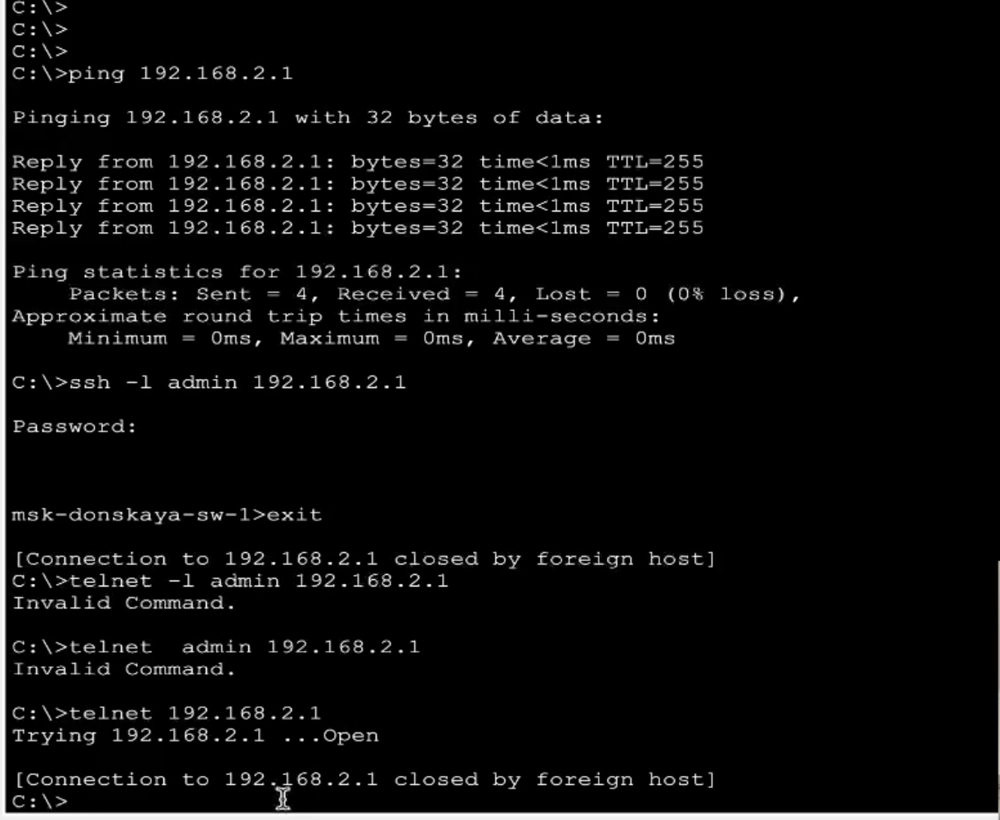 C:\>
C:\>
C:\>
C:\>ping 192.168.2.1
Pinging 192.168.2.1 with 32 bytes of data:
Reply from 192.168.2.1: bytes=32 time<1ms TTL=255
Reply from 192.168.2.1: bytes=32 time<1ms TTL=255
Reply from 192.168.2.1: bytes=32 time<1ms TTL=255
Reply from 192.168.2.1: bytes=32 time<1ms TTL=255
Ping statistics for 192.168.2.1:
    Packets: Sent = 4, Received = 4, Lost = 0 (0% loss),
Approximate round trip times in milli-seconds:
    Minimum = 0ms, Maximum = 0ms, Average = 0ms
C:\>ssh -l admin 192.168.2.1
Password:
msk-donskaya-sw-1>exit
[Connection to 192.168.2.1 closed by foreign host]
C:\>telnet -l admin 192.168.2.1
Invalid Command.
C:\>telnet  admin 192.168.2.1
Invalid Command.
C:\>telnet 192.168.2.1
Trying 192.168.2.1 ...Open
[Connection to 192.168.2.1 closed by foreign host]
C:\>